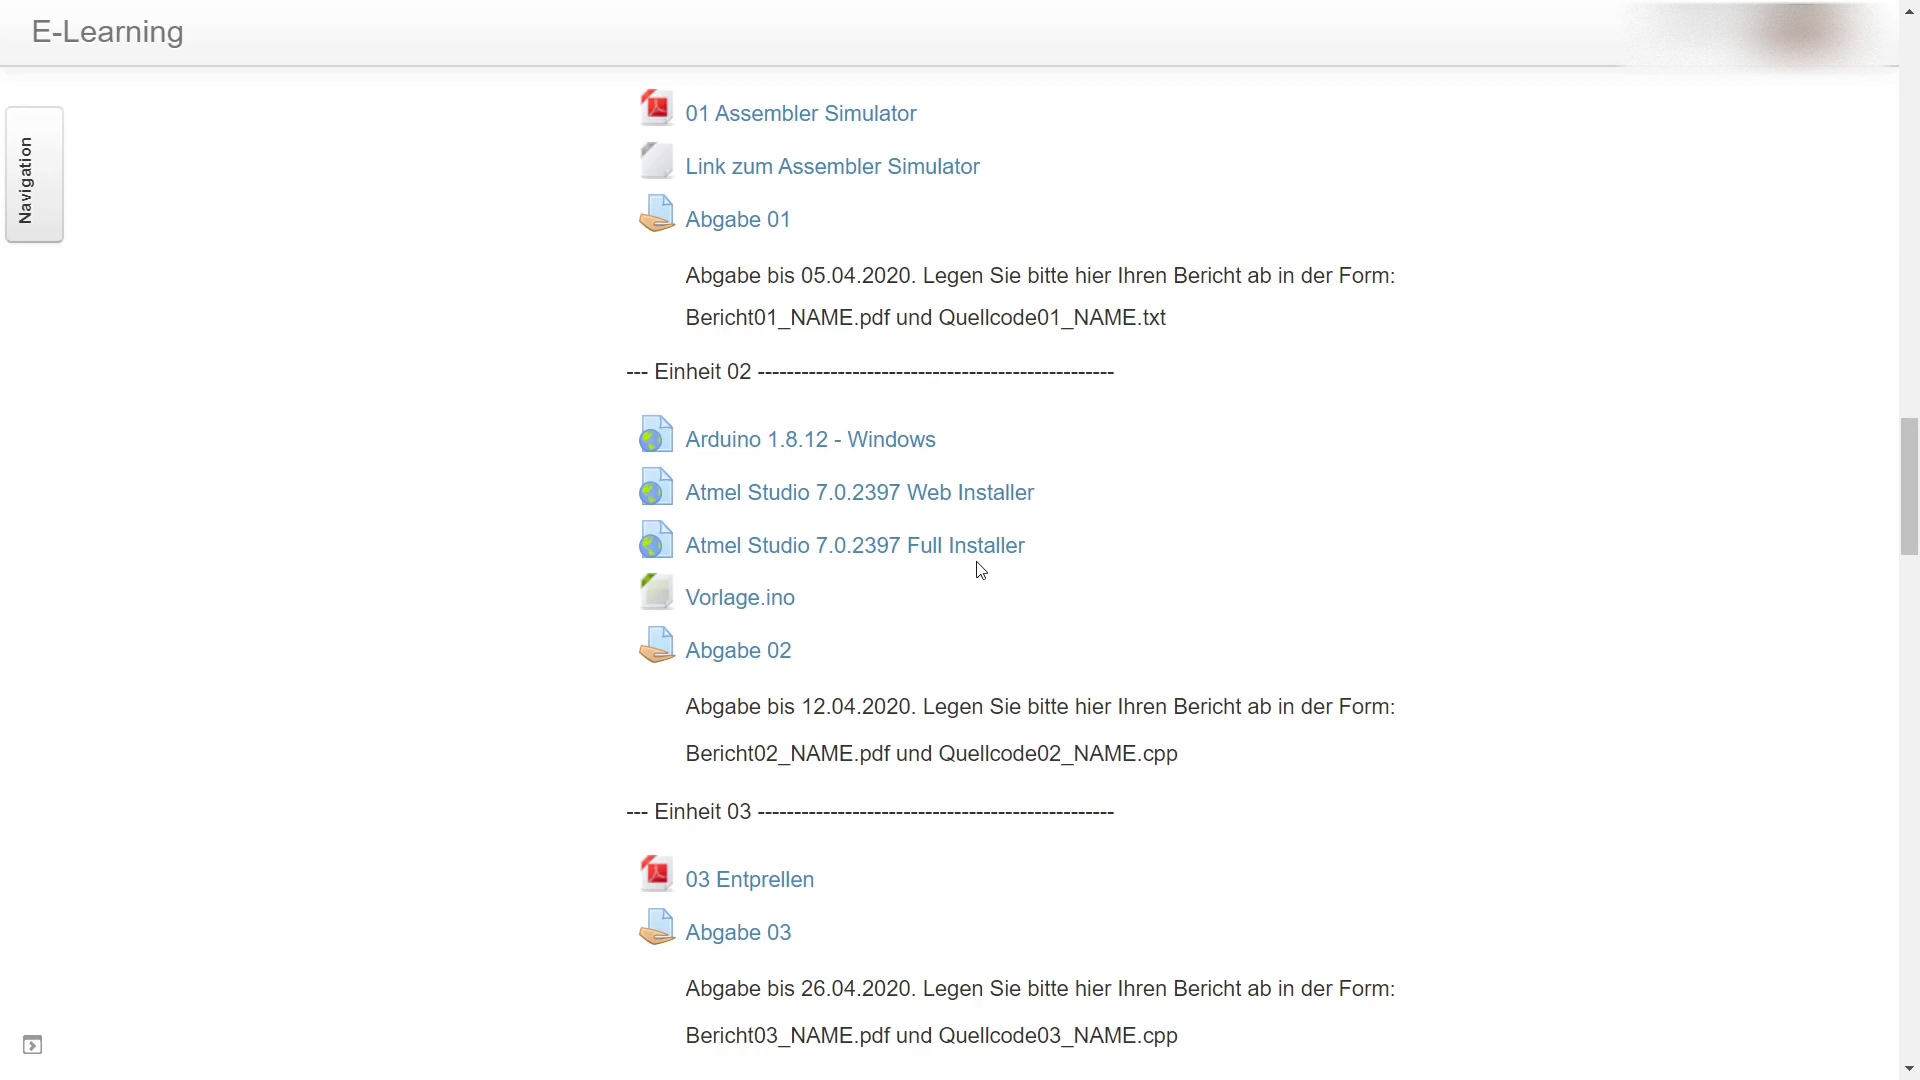 E-Learning
Navigation
01 Assembler Simulator
Link zum Assembler Simulator
Abgabe 01
Abgabe bis 05.04.2020. Legen Sie bitte hier Ihren Bericht ab in der Form:
Bericht01_NAME.pdf und Quellcode01_NAME.txt
--- Einheit 02 --------------------------------------------------
Arduino 1.8.12 - Windows
Atmel Studio 7.0.2397 Web Installer
Atmel Studio 7.0.2397 Full Installer
Vorlage.ino
Abgabe 02
Abgabe bis 12.04.2020. Legen Sie bitte hier Ihren Bericht ab in der Form:
Bericht02_NAME.pdf und Quellcode02_NAME.cpp
--- Einheit 03 --------------------------------------------------
03 Entprellen
Abgabe 03
Abgabe bis 26.04.2020. Legen Sie bitte hier Ihren Bericht ab in der Form:
Bericht03_NAME.pdf und Quellcode03_NAME.cpp